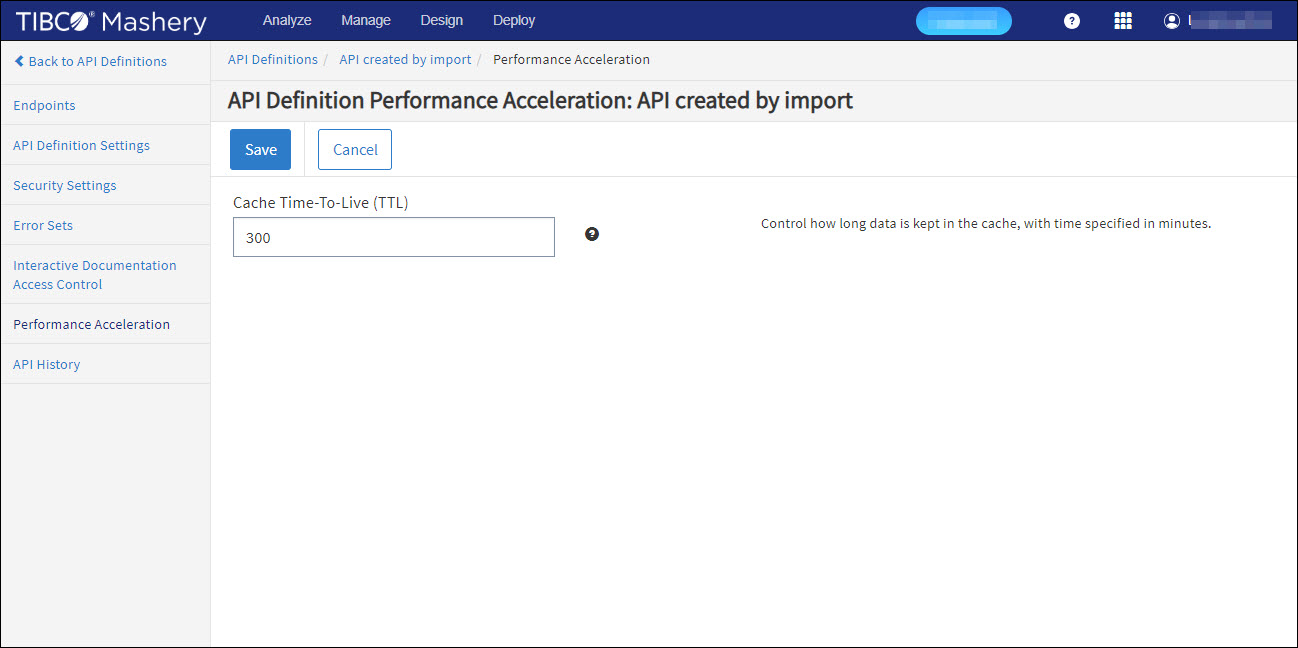 TIBCO® Mashery
Analyze Manage Design Deploy
Back to API Definitions
Endpoints
API Definition Settings
Security Settings
Error Sets
Interactive Documentation
Access Control
Performance Acceleration
API History
API Definitions / API created by import / Performance Acceleration
API Definition Performance Acceleration: API created by import
Save Cancel
Cache Time-To-Live (TTL)
300
Control how long data is kept in the cache, with time specified in minutes.